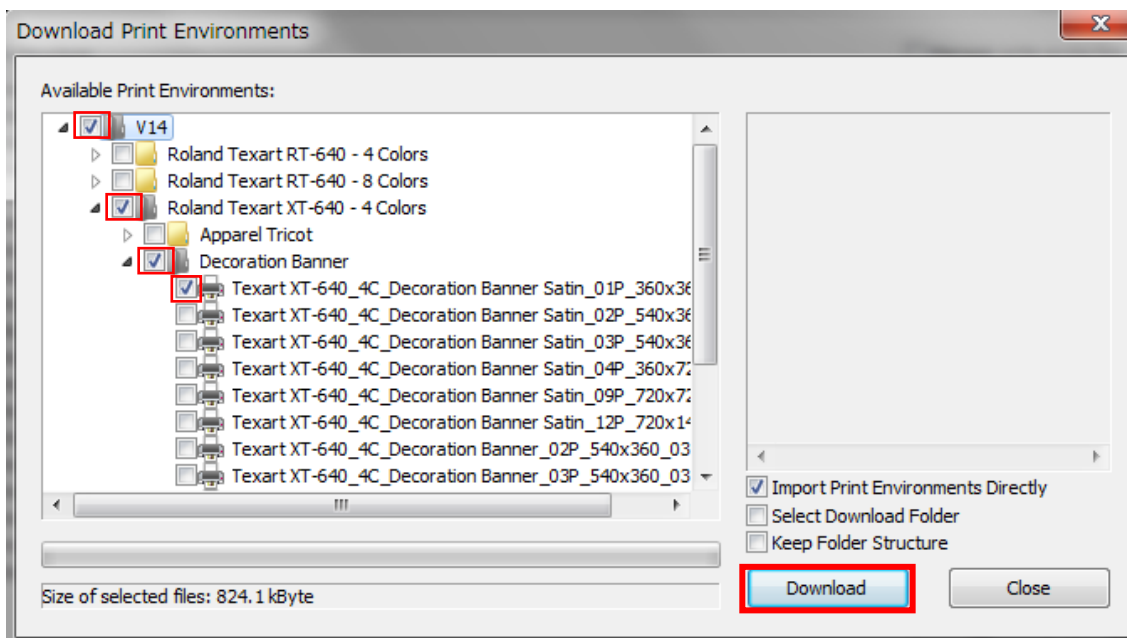 Download Print Environments
Available Print Environments:
V14
Roland Texart RT-640 - 4 Colors
Roland Texart RT-640 - 8 Colors
Roland Texart XT-640 - 4 Colors
Apparel Tricot
Decoration Banner
Texart XT-640_4C_Decoration Banner Satin_01P_360x36
Texart XT-640_4C_Decoration Banner Satin_02P_540x36
Texart XT-640_4C_Decoration Banner Satin_03P_540x36
Texart XT-640_4C_Decoration Banner Satin_04P_360x72
Texart XT-640_4C_Decoration Banner Satin_09P_720x72
Texart XT-640_4C_Decoration Banner Satin_12P_720x14
Texart XT-640_4C_Decoration Banner_02P_540x360_03
Texart XT-640_4C_Decoration Banner_03P_540x360_03
Import Print Environments Directly
Select Download Folder
Keep Folder Structure
Size of selected files: 824.1 kByte
Download
Close